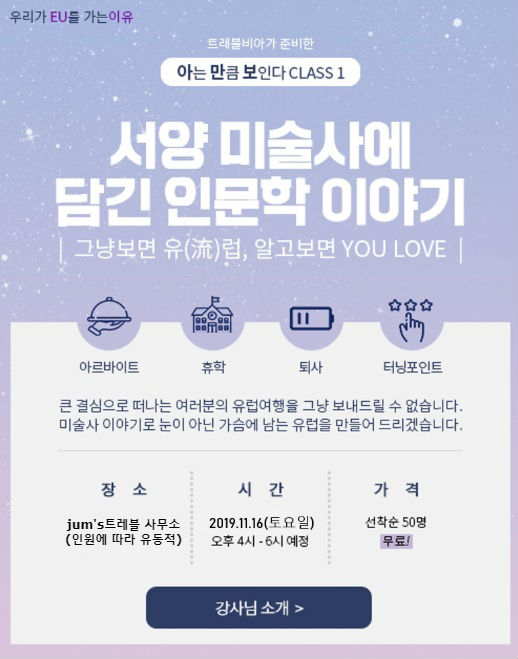 우리가 EU를 가는이유
트래블비아가 준비한
아는 만큼 보인다 CLASS 1
서양 미술사에
담긴 인문학 이야기
| 그냥보면 유(流)럽, 알고보면 YOU LOVE |
아르바이트 휴학 퇴사 터닝포인트
큰 결심으로 떠나는 여러분의 유럽여행을 그냥 보내드릴 수 없습니다.
미술사 이야기로 눈이 아닌 가슴에 남는 유럽을 만들어 드리겠습니다.
장 소
jum's트레블 사무소
(인원에 따라 유동적)
시 간
2019.11.16(토요일)
오후 4시 - 6시 예정
가 격
선착순 50명
무료!
강사님 소개 >